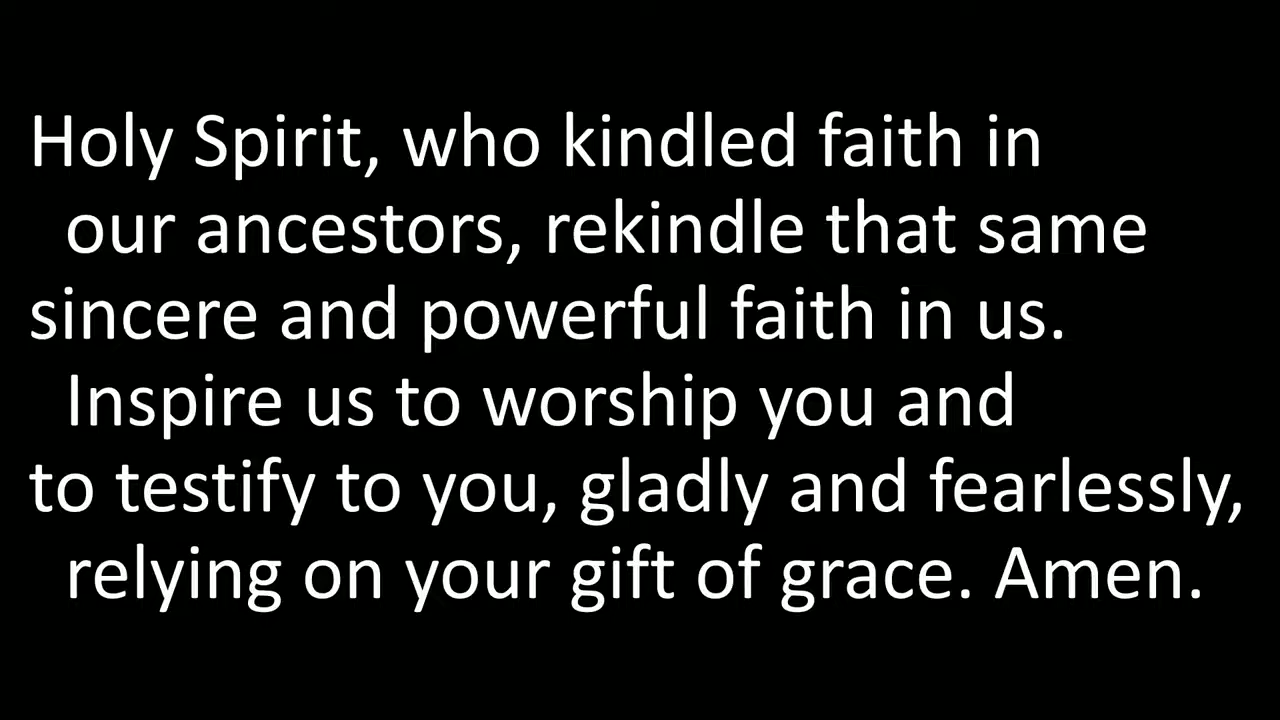 Holy Spirit, who kindled faith in
our ancestors, rekindle that same
sincere and powerful faith in us.
Inspire us to worship you and
to testify to you, gladly and fearlessly,
relying on your gift of grace. Amen.